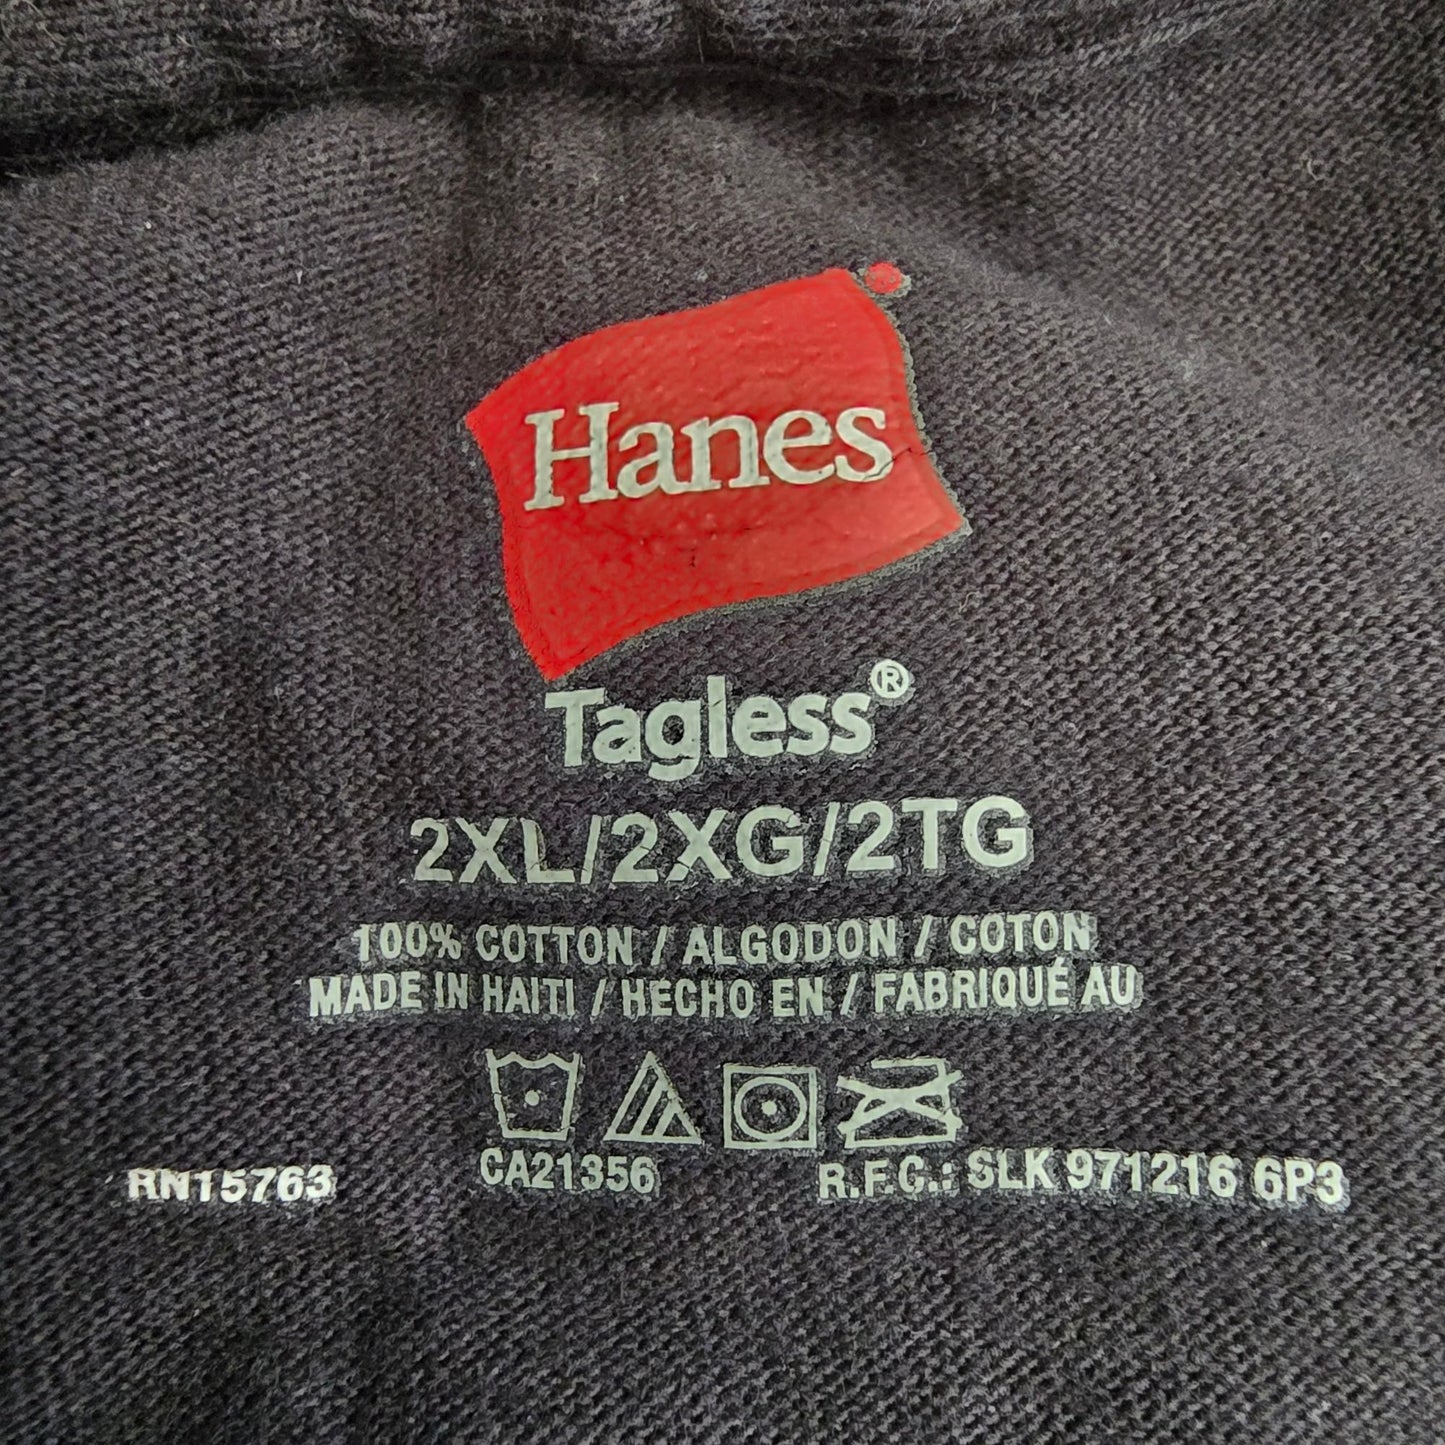 Hanes
Tagless®
2XL/2XG/2TG
100% COTTON / ALGODON / COTON
MADE IN HAITI / HECHO EN / FABRIQUÉ AU
RN15763 CA21356 R.F.C.: SLK 971216 6P3